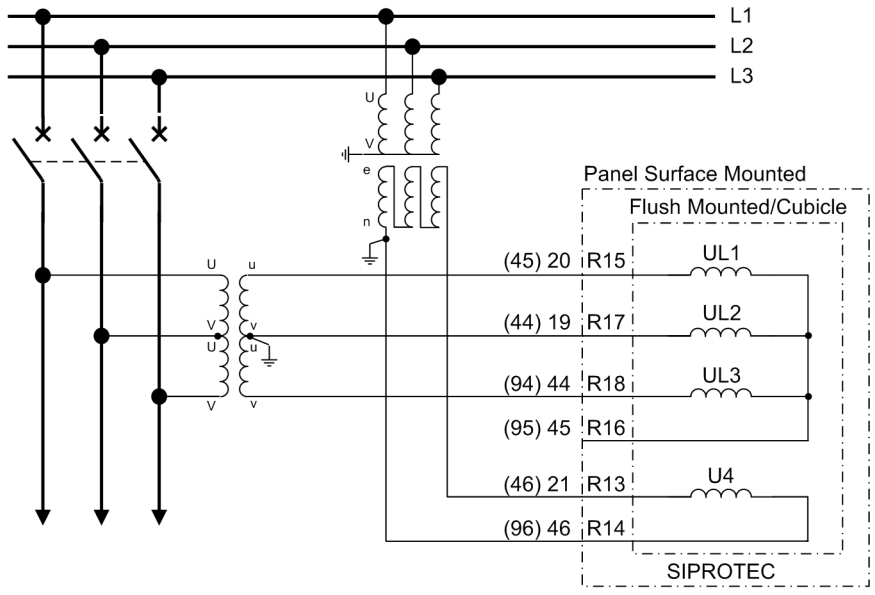 L1
L2
L3
U
V
e
n
Panel Surface Mounted
Flush Mounted/Cubicle
U u
(45) 20 R15 UL1
V v
U u
(44) 19 R17 UL2
V v
(94) 44 R18 UL3
(95) 45 R16
(46) 21 R13 U4
(96) 46 R14
SIPROTEC